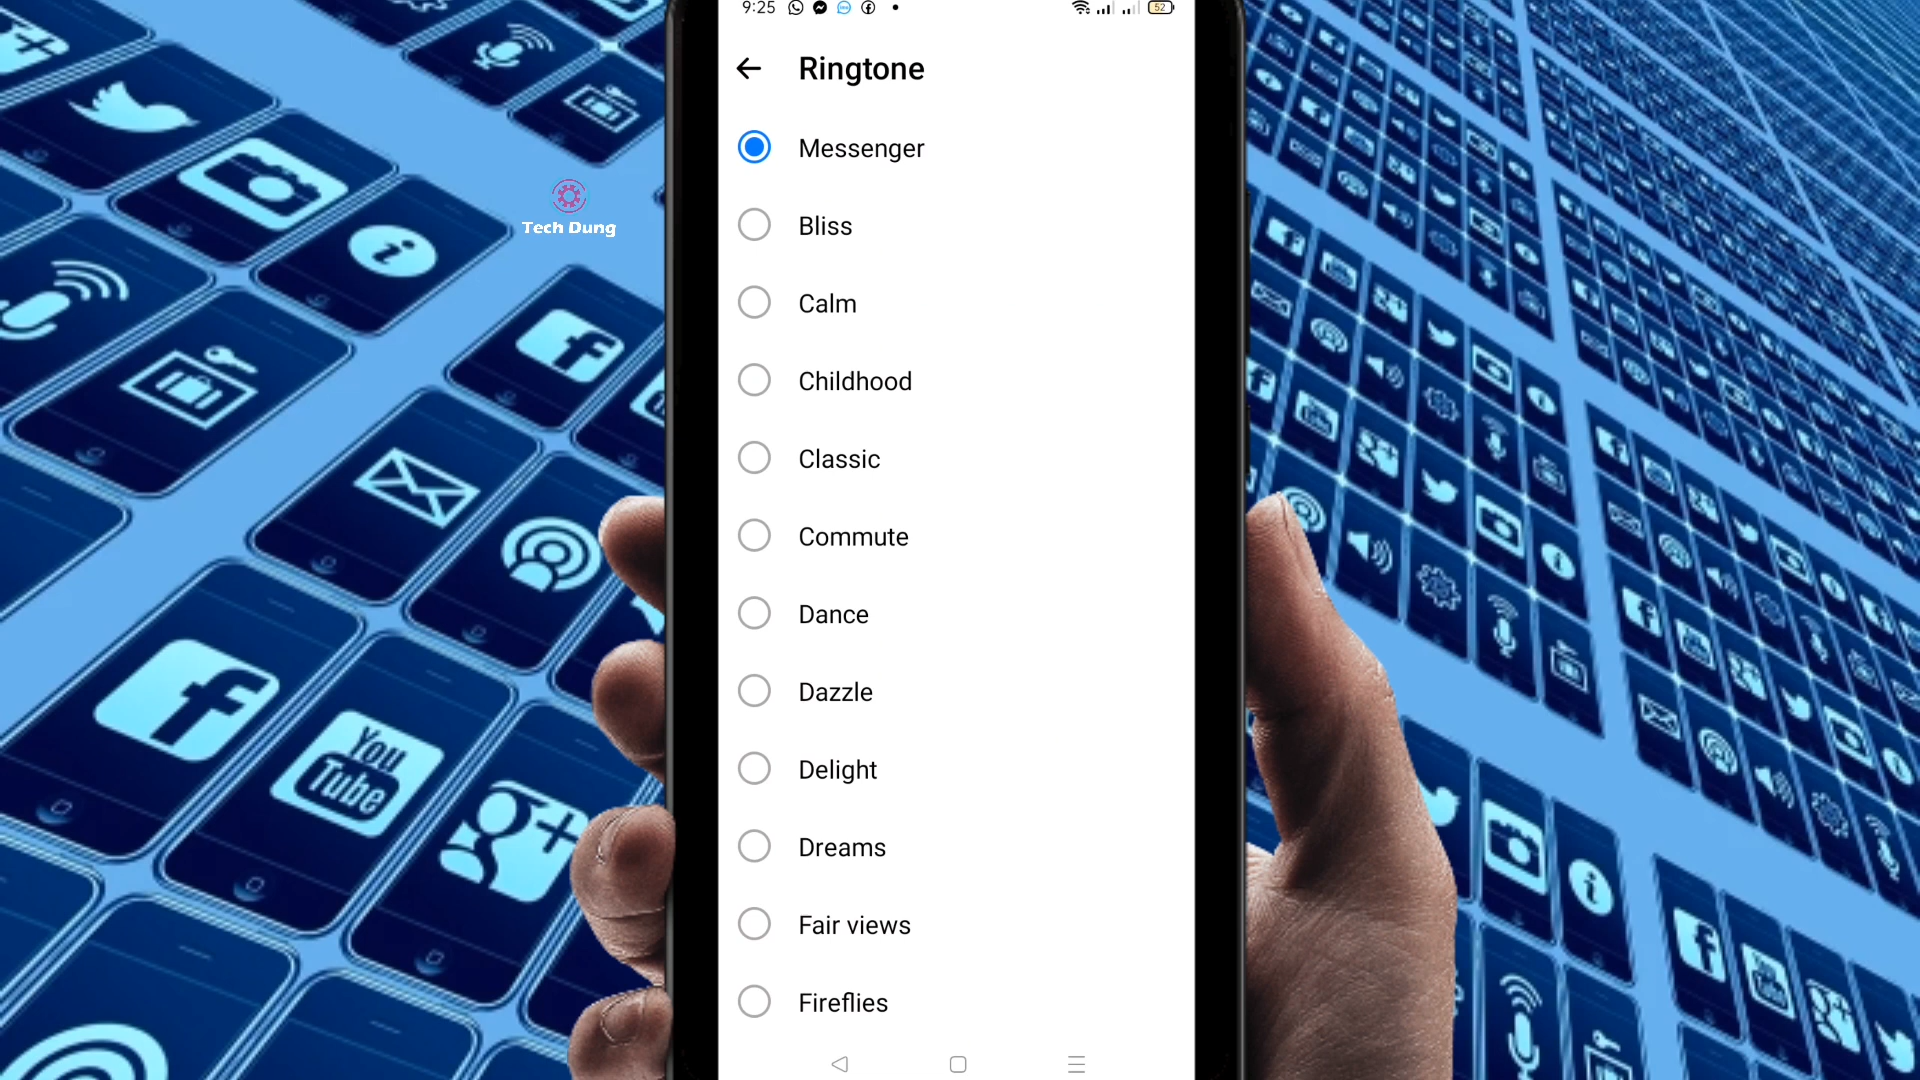 9:25
52
Ringtone
Messenger
Bliss
Calm
Childhood
Classic
Commute
Dance
Dazzle
Delight
Dreams
Fair views
Fireflies
Tech Dung
You
Tube